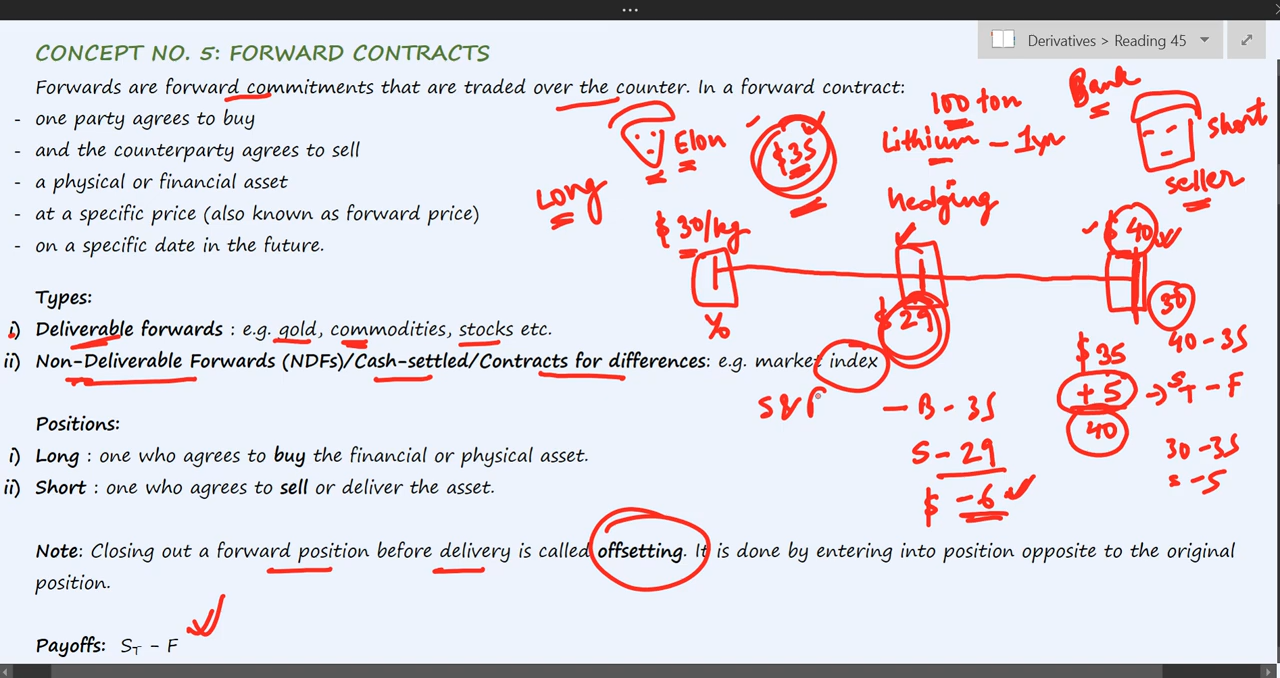 Derivatives > Reading 45
CONCEPT NO. 5: FORWARD CONTRACTS
Forwards are forward commitments that are traded over the counter. In a forward contract:
- one party agrees to buy
- and the counterparty agrees to sell
- a physical or financial asset
- at a specific price (also known as forward price)
- on a specific date in the future.
Bank
100 ton
Lithium - 1yr
Elon
$35
short
seller
Long
hedging
$30/kg
$40
30
$29
Types:
i) Deliverable forwards : e.g. gold, commodities, stocks etc.
ii) Non-Deliverable Forwards (NDFs)/Cash-settled/Contracts for differences: e.g. market index
40-35
$35
+5 → ST - F
40
S&P
- B - 35
S - 29
$ -6
30-35
= -5
Positions:
i) Long : one who agrees to buy the financial or physical asset.
ii) Short : one who agrees to sell or deliver the asset.
Note: Closing out a forward position before delivery is called offsetting. It is done by entering into position opposite to the original
position.
Payoffs: ST - F